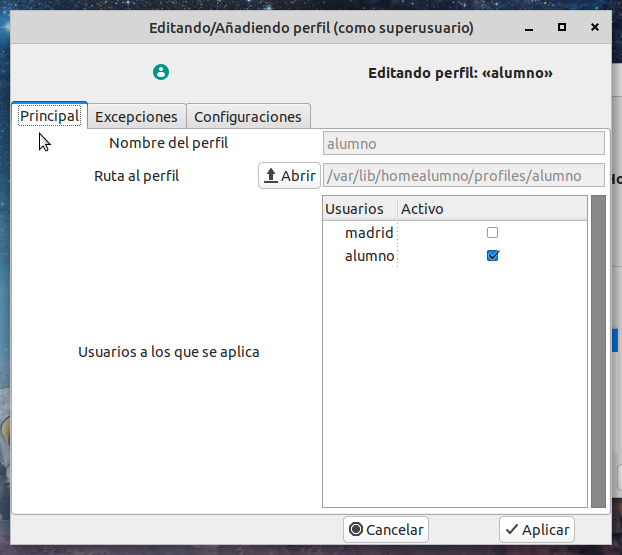 Editando/Añadiendo perfil (como superusuario)
Editando perfil: «alumno»
Principal Excepciones Configuraciones
Nombre del perfil alumno
Ruta al perfil Abrir /var/lib/homealumno/profiles/alumno
Usuarios Activo
madrid
alumno
Usuarios a los que se aplica
Cancelar Aplicar